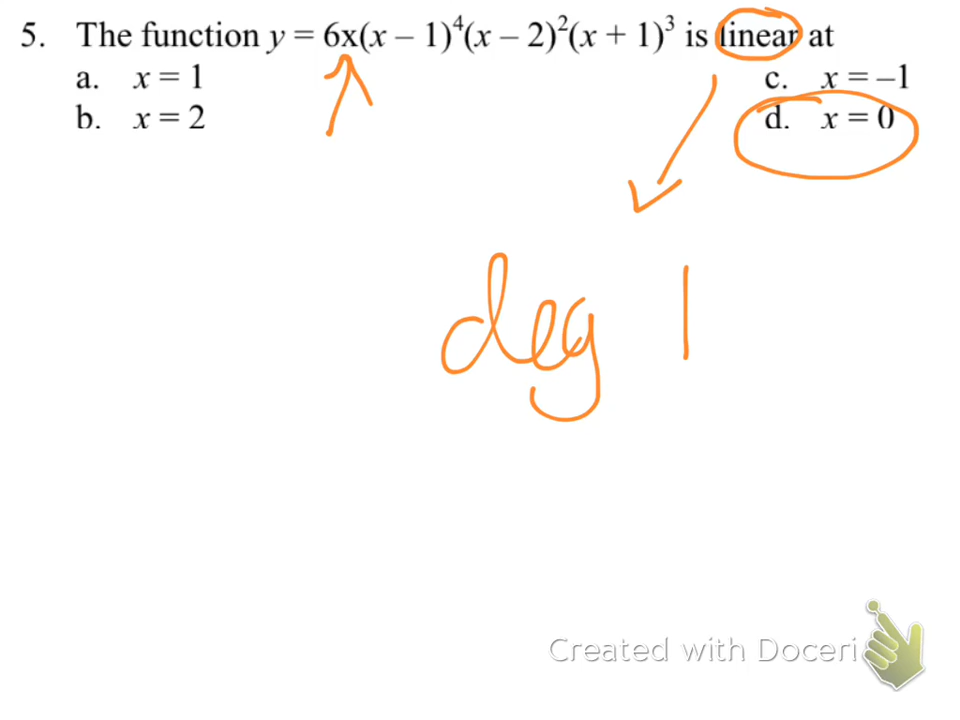 5. The function y = 6x(x – 1)⁴(x – 2)²(x + 1)³ is linear at
a. x = 1
c. x = –1
b. x = 2
d. x = 0
deg 1
Created with Doceri